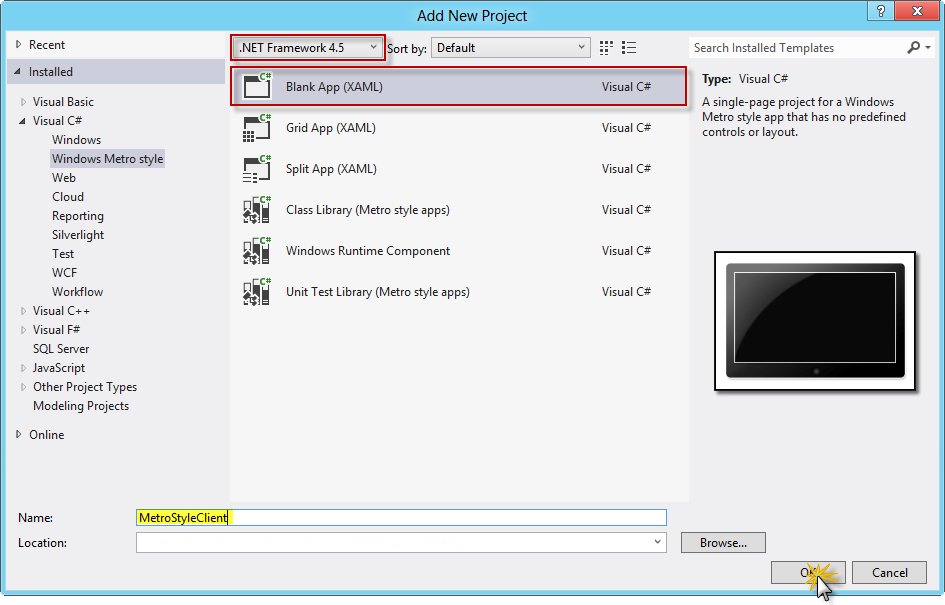 Add New Project
?
Recent
Installed
Visual Basic
Visual C#
Windows
Windows Metro style
Web
Cloud
Reporting
Silverlight
Test
WCF
Workflow
Visual C++
Visual F#
SQL Server
JavaScript
Other Project Types
Modeling Projects
Online
.NET Framework 4.5
Sort by: Default
C# Blank App (XAML) Visual C#
C# Grid App (XAML) Visual C#
C# Split App (XAML) Visual C#
C# Class Library (Metro style apps) Visual C#
C# Windows Runtime Component Visual C#
C# Unit Test Library (Metro style apps) Visual C#
Search Installed Templates
Type: Visual C#
A single-page project for a Windows
Metro style app that has no predefined
controls or layout.
Name: MetroStyleClient
Location:
Browse...
OK Cancel